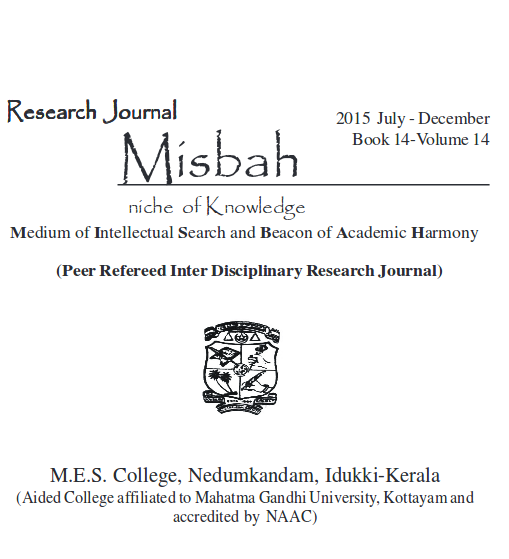 Research Journal
2015 July - December
Book 14-Volume 14
Misbah
niche of Knowledge
Medium of Intellectual Search and Beacon of Academic Harmony
(Peer Refereed Inter Disciplinary Research Journal)
M.E.S. College, Nedumkandam, Idukki-Kerala
(Aided College affiliated to Mahatma Gandhi University, Kottayam and
accredited by NAAC)